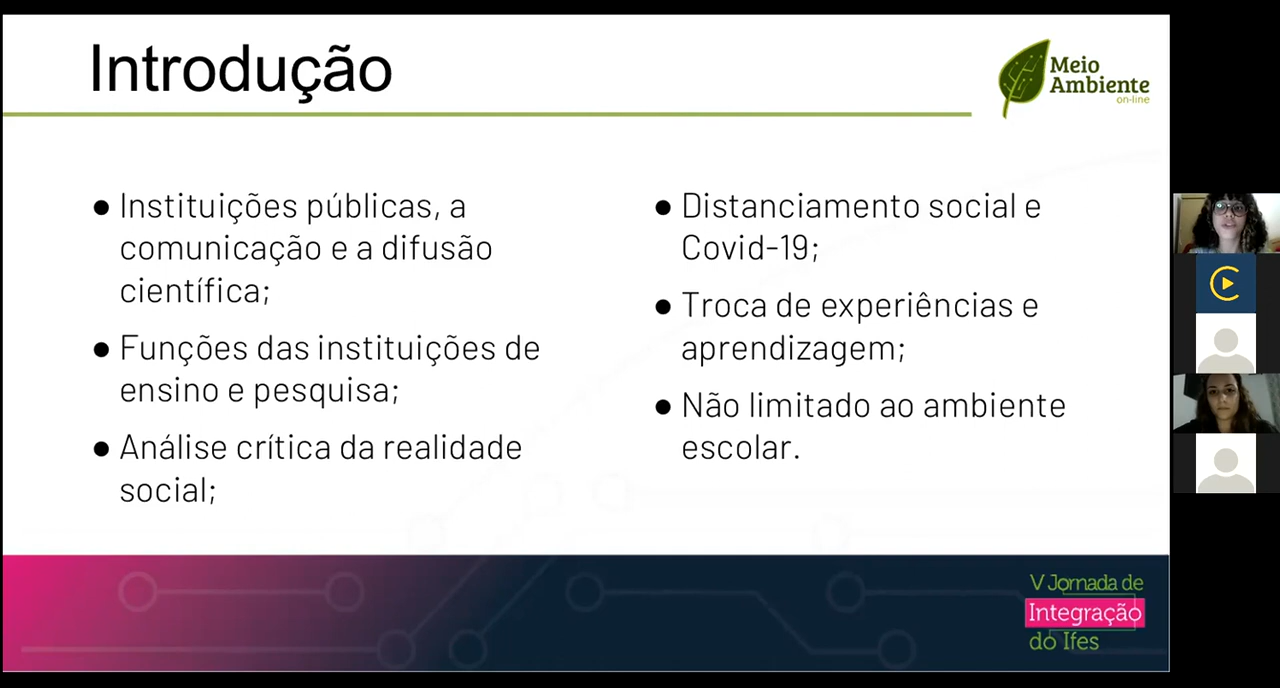 Introdução
Meio
Ambiente
on-line
● Instituições públicas, a
comunicação e a difusão
científica;
● Funções das instituições de
ensino e pesquisa;
● Análise crítica da realidade
social;
● Distanciamento social e
Covid-19;
● Troca de experiências e
aprendizagem;
● Não limitado ao ambiente
escolar.
V Jornada de
Integração
do Ifes